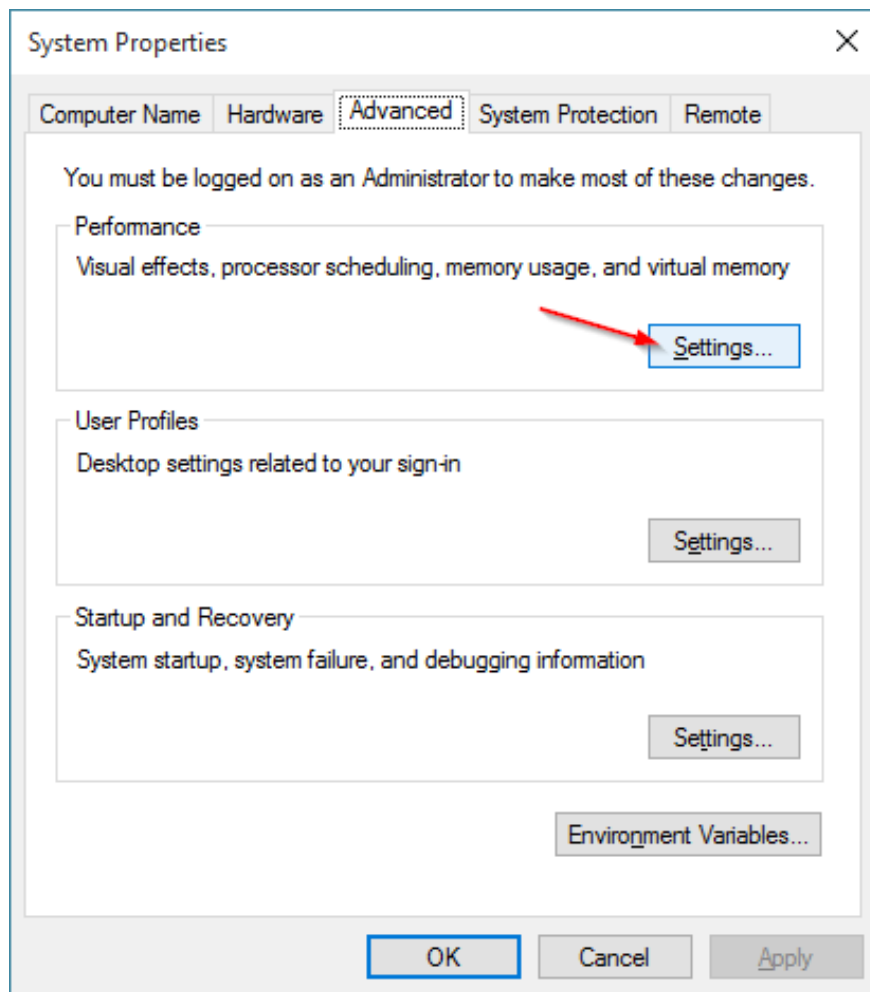 System Properties
Computer Name Hardware Advanced System Protection Remote
You must be logged on as an Administrator to make most of these changes.
Performance
Visual effects, processor scheduling, memory usage, and virtual memory
Settings...
User Profiles
Desktop settings related to your sign-in
Settings...
Startup and Recovery
System startup, system failure, and debugging information
Settings...
Environment Variables...
OK Cancel Apply